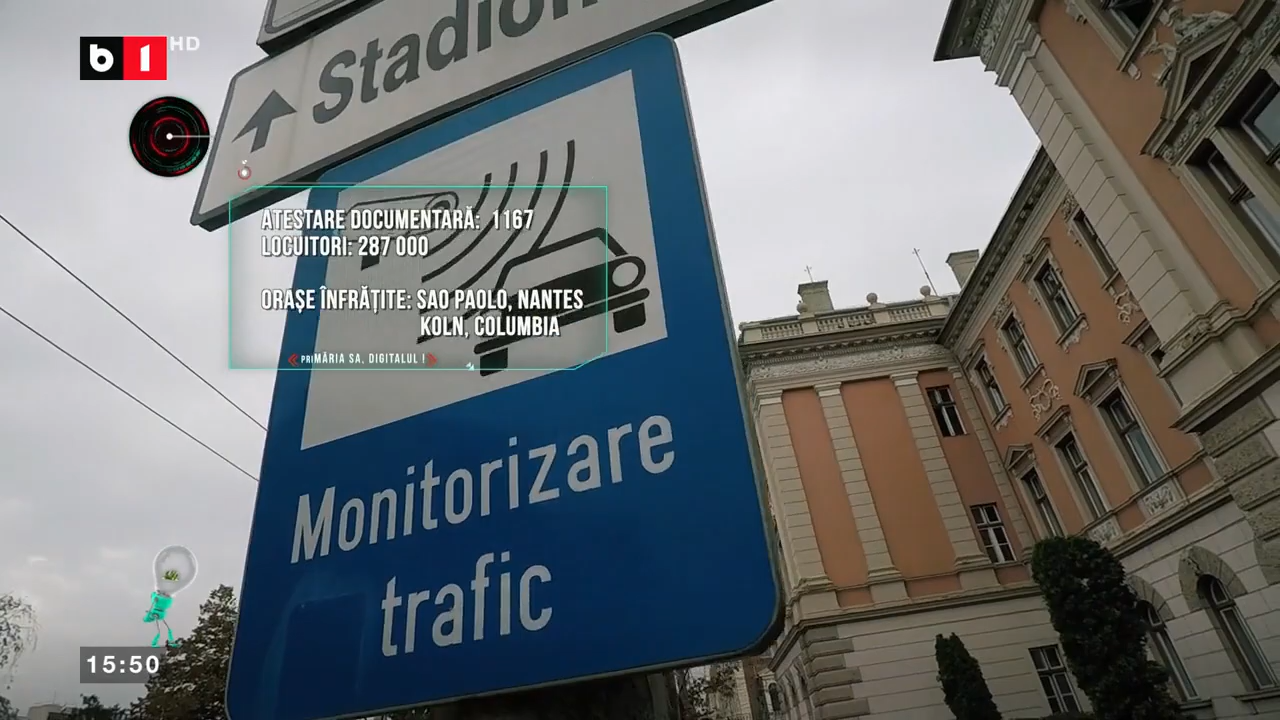 b1 HD
Stadion
ATESTARE DOCUMENTARĂ: 1167
LOCUITORI: 287 000
ORAȘE ÎNFRĂȚITE: SAO PAOLO, NANTES
KOLN, COLUMBIA
PRIMĂRIA SA, DIGITALUL !
Monitorizare
trafic
15:50